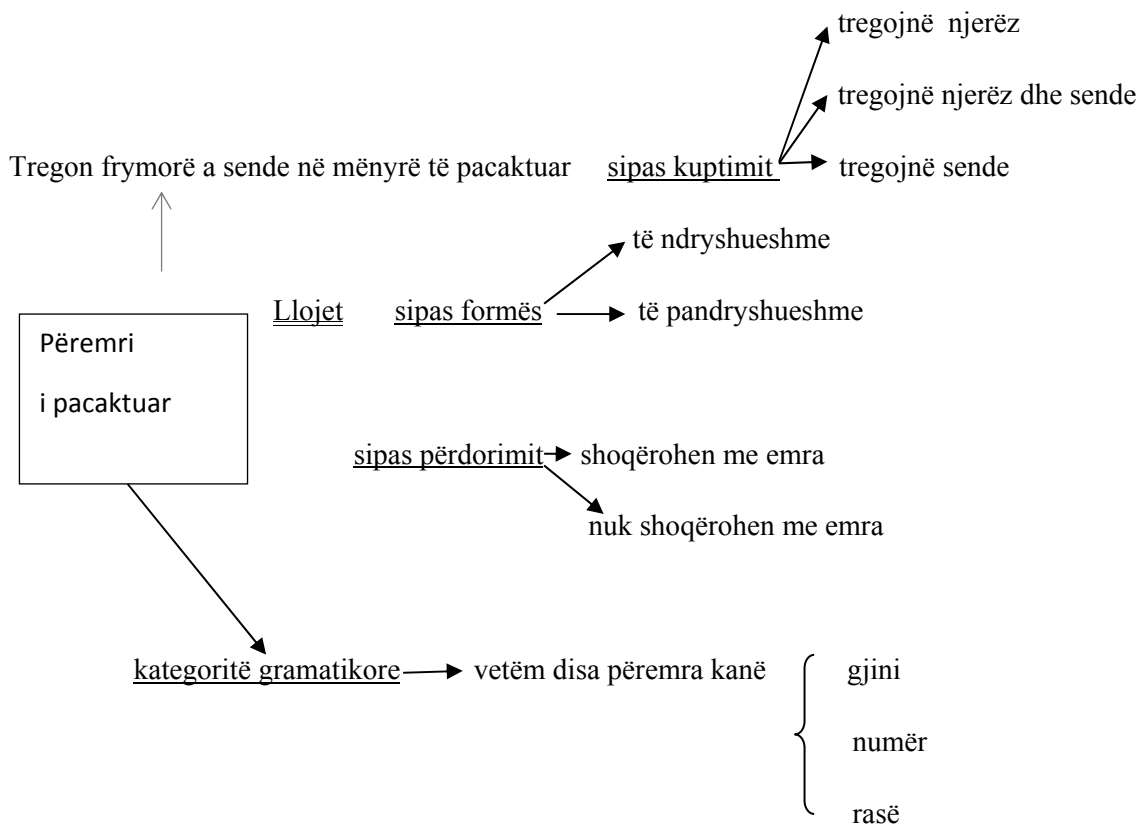 tregojnë njerëz
tregojnë njerëz dhe sende
Tregon frymorë a sende në mënyrë të pacaktuar sipas kuptimit tregojnë sende
të ndryshueshme
Llojet sipas formës të pandryshueshme
Përemri
i pacaktuar
sipas përdorimit shoqërohen me emra
nuk shoqërohen me emra
kategoritë gramatikore vetëm disa përemra kanë gjini
numër
rasë